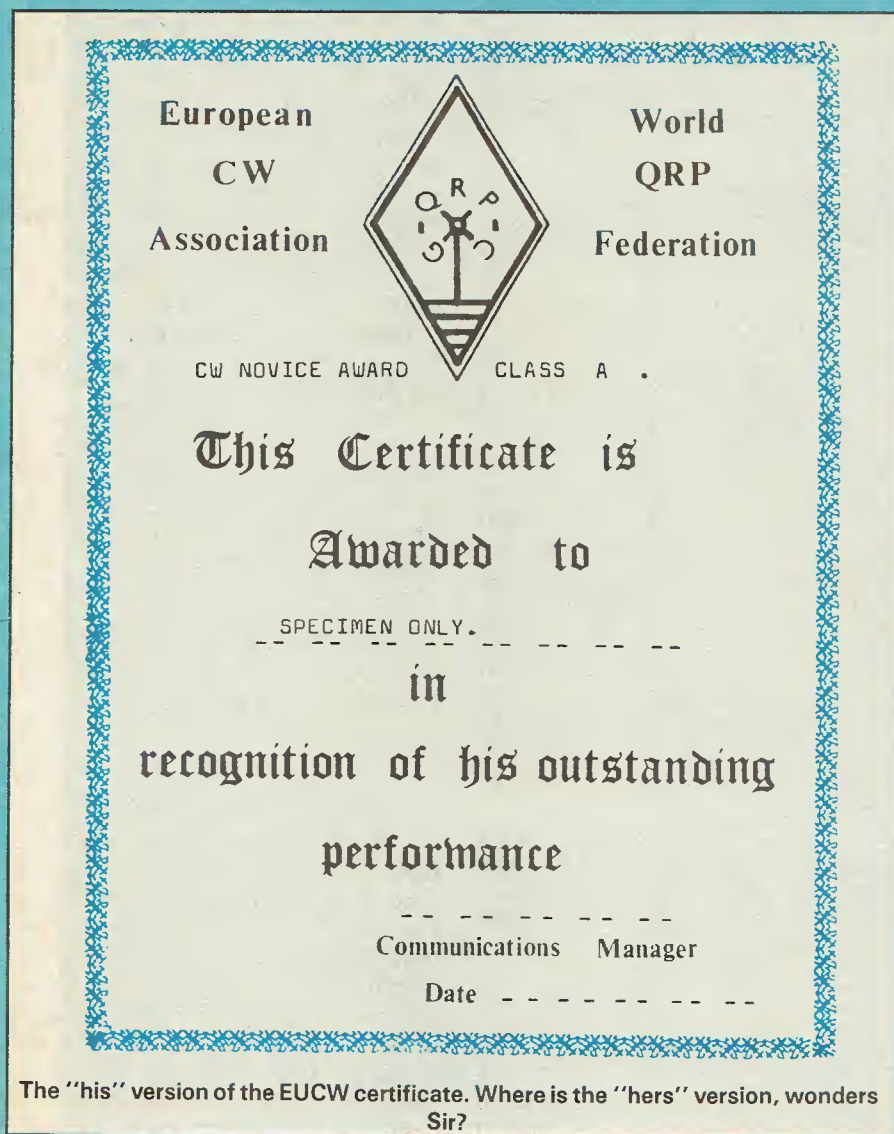 European
CW
Association
World
QRP
Federation
G QRP C
CW NOVICE AWARD CLASS A .
This Certificate is
Awarded to
SPECIMEN ONLY.
in
recognition of his outstanding
performance
Communications Manager
Date
The "his" version of the EUCW certificate. Where is the "hers" version, wonders
Sir?